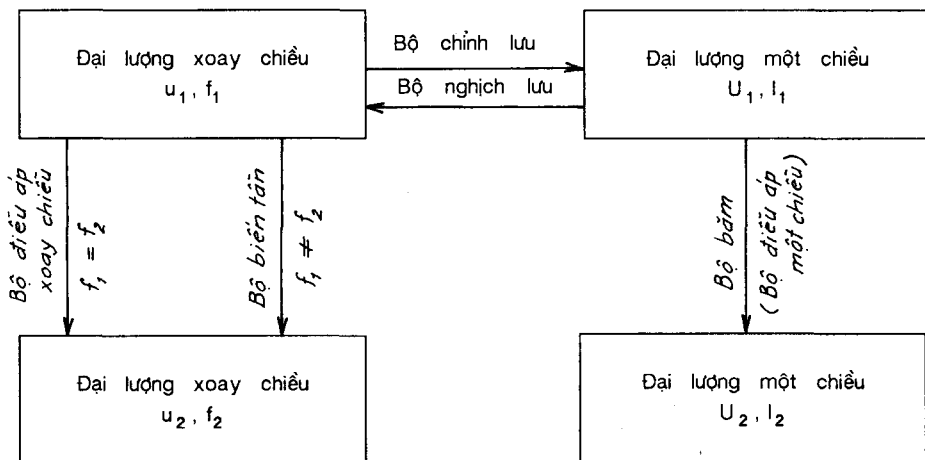 Đại lượng xoay chiều
u₁, f₁
Bộ chỉnh lưu
Bộ nghịch lưu
Đại lượng một chiều
U₁, I₁
Bộ điều áp
xoay chiều
f₁ = f₂
Bộ biến tần
f₁ ≠ f₂
Bộ băm
(Bộ điều áp
một chiều)
Đại lượng xoay chiều
u₂, f₂
Đại lượng một chiều
U₂, I₂